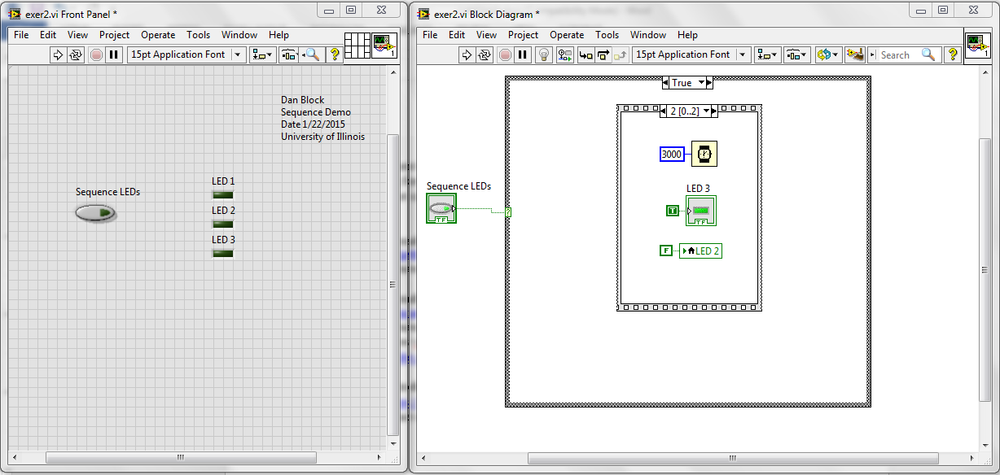 exer2.vi Front Panel *
File Edit View Project Operate Tools Window Help
15pt Application Font
1
Dan Block
Sequence Demo
Date 1/22/2015
University of Illinois
Sequence LEDs
LED 1
LED 2
LED 3
exer2.vi Block Diagram *
File Edit View Project Operate Tools Window Help
15pt Application Font
Search
1
True
2 [0..2]
3000
Sequence LEDs
TF
?
LED 3
T
TF
F
LED 2